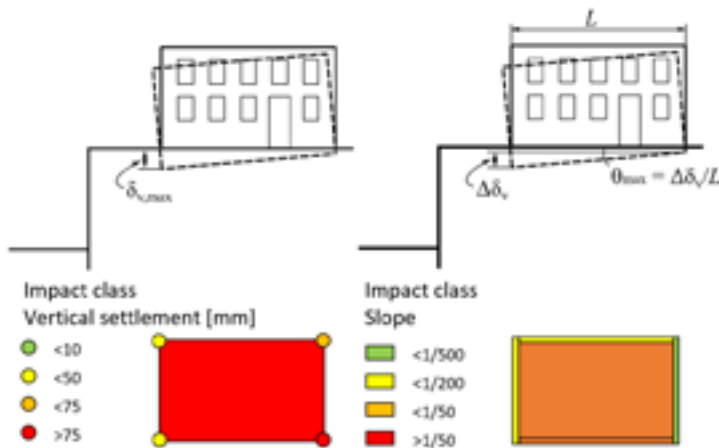 L
δv,max
Δδv
θmax = Δδv/L
Impact class
Vertical settlement [mm]
<10
<50
<75
>75
Impact class
Slope
<1/500
<1/200
<1/50
>1/50